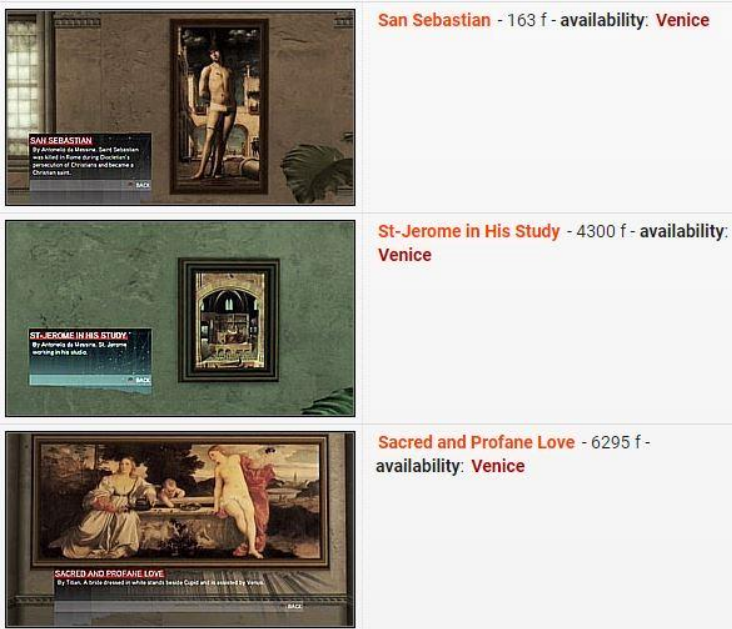 San Sebastian - 163 f - availability: Venice
SAN SEBASTIAN
By Antonello da Messina. Saint Sebastian
was killed in Rome during Diocletian's
persecution of Christians and became a
Christian saint.
BACK
St-Jerome in His Study - 4300 f - availability:
Venice
ST-JEROME IN HIS STUDY
By Antonello da Messina. St. Jerome
working in his studio.
BACK
Sacred and Profane Love - 6295 f -
availability: Venice
SACRED AND PROFANE LOVE
By Titian. A bride dressed in white stands beside Cupid and is assisted by Venus.
BACK